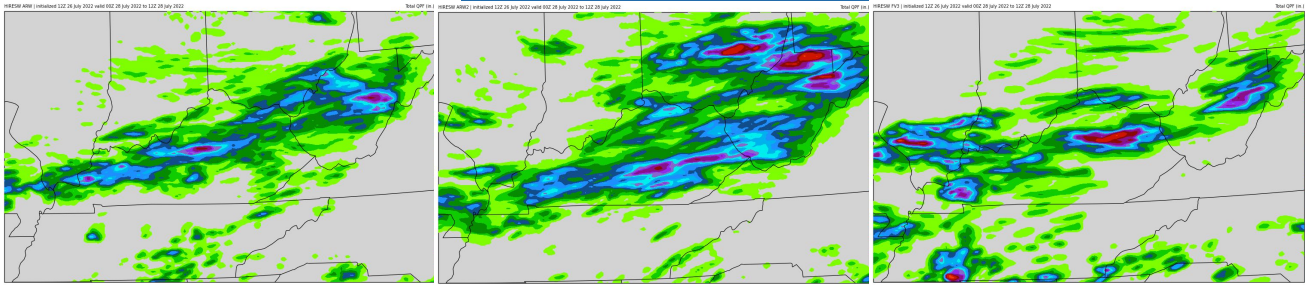 HIRESW ARW | initialized 12Z 26 July 2022 valid 00Z 28 July 2022 to 12Z 28 July 2022
Total QPF (in.)
HIRESW ARW2 | initialized 12Z 26 July 2022 valid 00Z 28 July 2022 to 12Z 28 July 2022
Total QPF (in.)
HIRESW FV3 | initialized 12Z 26 July 2022 valid 00Z 28 July 2022 to 12Z 28 July 2022
Total QPF (in.)